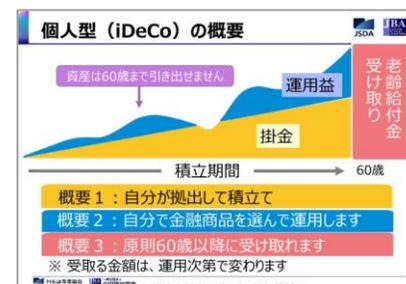 個人型（iDeCo）の概要
JSDA
JBA
資産は60歳まで引き出せません
運用益
掛金
老齢給付金
受け取り
積立期間
60歳
概要1：自分が拠出して積立て
概要2：自分で金融商品を選んで運用します
概要3：原則60歳以降に受け取れます
※ 受取る金額は、運用次第で変わります